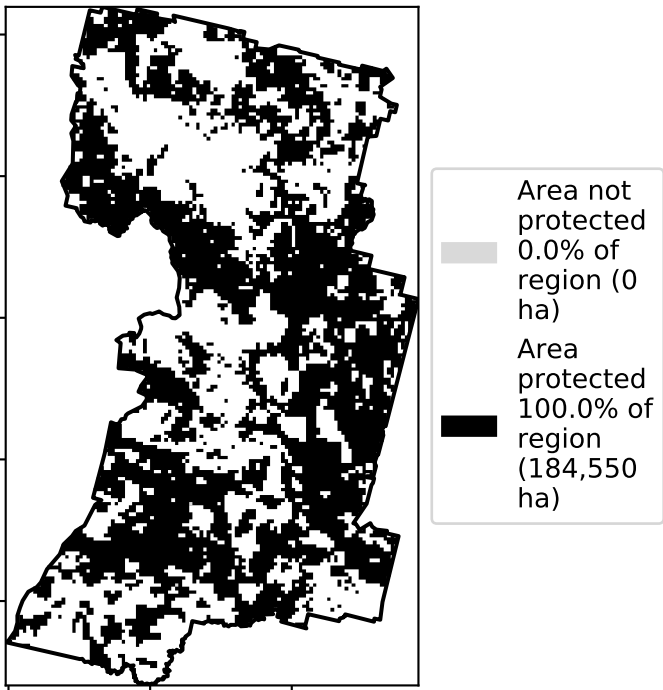 Area not
protected
0.0% of
region (0
ha)
Area
protected
100.0% of
region
(184,550
ha)